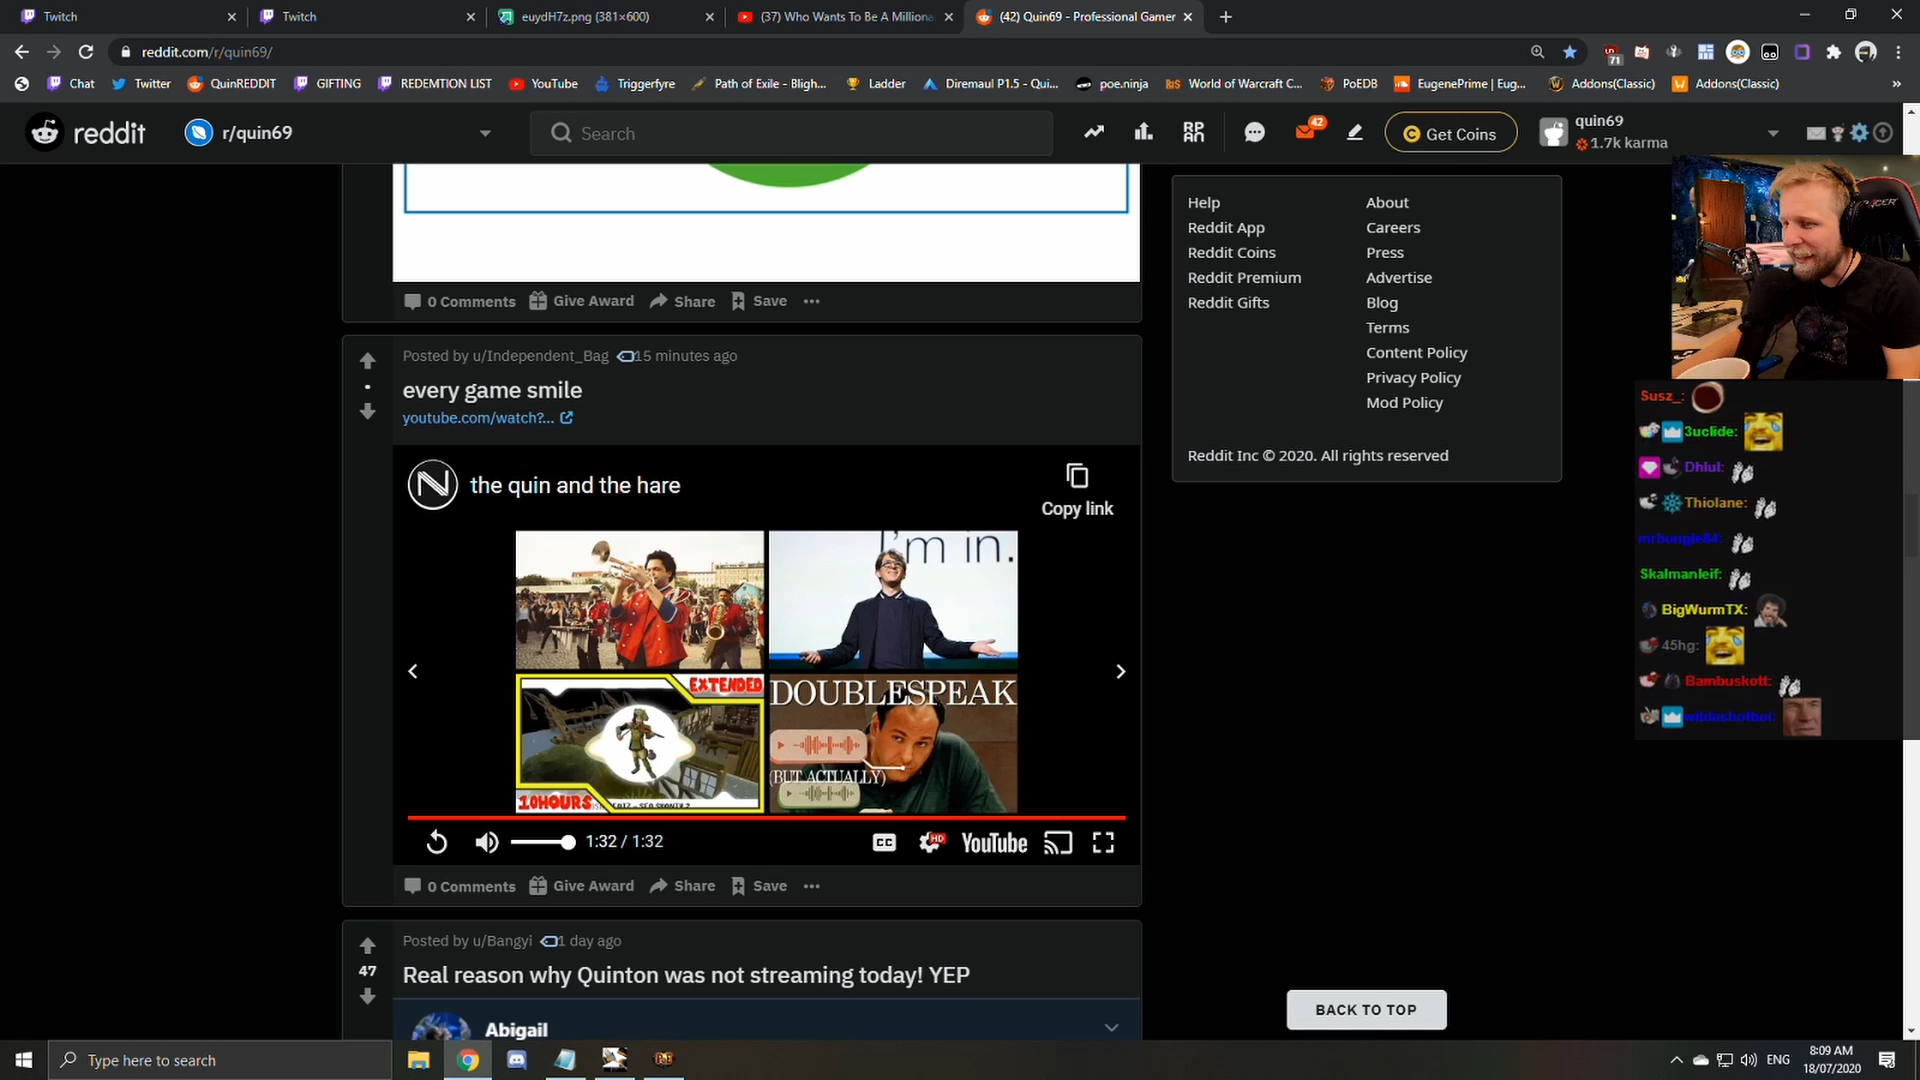 Twitch
Twitch
euydH7z.png (381×600)
(37) Who Wants To Be A Milliona
(42) Quin69 - Professional Gamer
reddit.com/r/quin69/
71
Chat
Twitter
QuinREDDIT
GIFTING
REDEMTION LIST
YouTube
Triggerfyre
Path of Exile - Bligh...
Ladder
Diremaul P1.5 - Qui...
poe.ninja
World of Warcraft C...
PoEDB
EugenePrime | Eug...
Addons(Classic)
Addons(Classic)
reddit
r/quin69
Search
42
Get Coins
quin69
1.7k karma
0 Comments
Give Award
Share
Save
Help
About
Reddit App
Careers
Reddit Coins
Press
Reddit Premium
Advertise
Reddit Gifts
Blog
Terms
Content Policy
Privacy Policy
Mod Policy
Reddit Inc © 2020. All rights reserved
Posted by u/Independent_Bag
15 minutes ago
every game smile
youtube.com/watch?...
the quin and the hare
Copy link
I'm in.
EXTENDED
10HOURS
DOUBLESPEAK
(BUT ACTUALLY)
1:32 / 1:32
CC
HD
YouTube
0 Comments
Give Award
Share
Save
Posted by u/Bangyi
1 day ago
47
Real reason why Quinton was not streaming today! YEP
Abigail
BACK TO TOP
Susz_:
3uclide:
Dhlul:
Thiolane:
mrbungle84:
Skalmanleif:
BigWurmTX:
45hg:
Bambuskott:
Type here to search
ENG
8:09 AM
18/07/2020